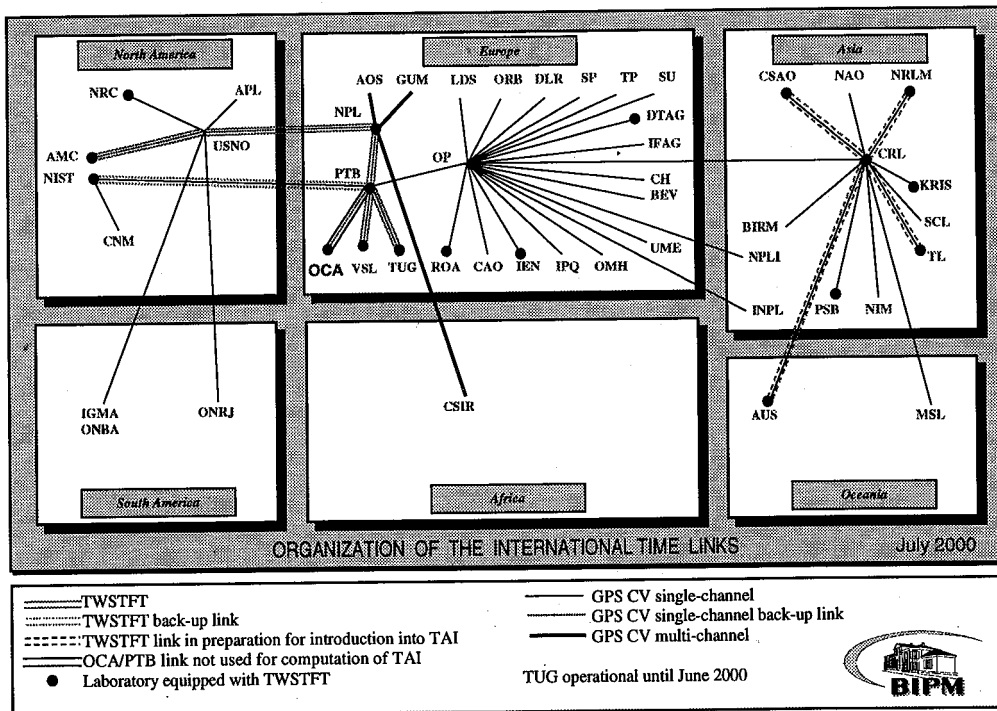 North America
Europe
Asia
NRC
APL
USNO
AMC
NIST
CNM
AOS GUM LDS ORB DLR SP TP SU
NPL
DTAG
OP
IFAG
PTB
CH
BEV
UME
OCA VSL TUG ROA CAO IEN IPQ OMH
CSAO NAO NRLM
CRL
KRIS
BIRM
SCL
NPLI
TL
INPL
PSB NIM
IGMA
ONBA
ONRJ
CSIR
AUS
MSL
South America
Africa
Oceania
ORGANIZATION OF THE INTERNATIONAL TIME LINKS
July 2000
TWSTFT
TWSTFT back-up link
TWSTFT link in preparation for introduction into TAI
OCA/PTB link not used for computation of TAI
Laboratory equipped with TWSTFT
GPS CV single-channel
GPS CV single-channel back-up link
GPS CV multi-channel
TUG operational until June 2000
BIPM